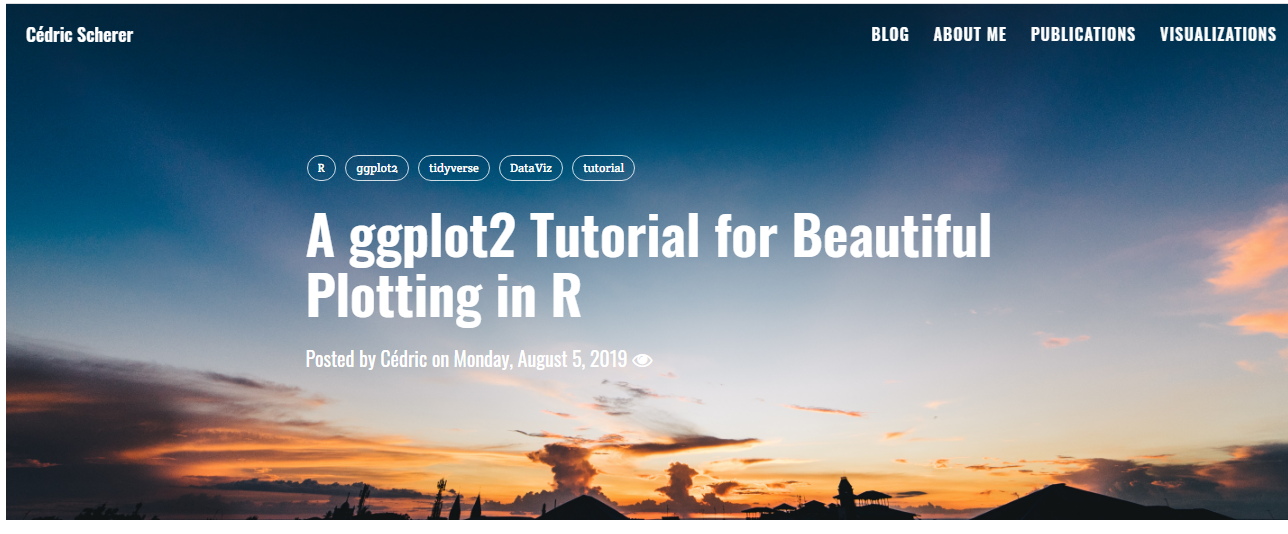 Cédric Scherer
BLOG ABOUT ME PUBLICATIONS VISUALIZATIONS
R ggplot2 tidyverse DataViz tutorial
A ggplot2 Tutorial for Beautiful
Plotting in R
Posted by Cédric on Monday, August 5, 2019